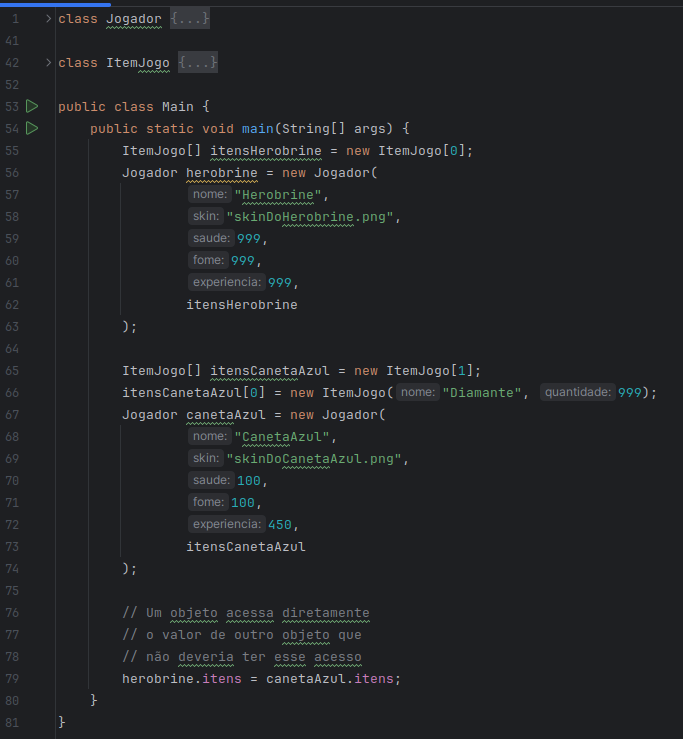 1 class Jogador {...}
41
42 class ItemJogo {...}
52
53 public class Main {
54 public static void main(String[] args) {
55 ItemJogo[] itensHerobrine = new ItemJogo[0];
56 Jogador herobrine = new Jogador(
57 nome: "Herobrine",
58 skin: "skinDoHerobrine.png",
59 saude: 999,
60 fome: 999,
61 experiencia: 999,
62 itensHerobrine
63 );
64
65 ItemJogo[] itensCanetaAzul = new ItemJogo[1];
66 itensCanetaAzul[0] = new ItemJogo( nome: "Diamante", quantidade: 999);
67 Jogador canetaAzul = new Jogador(
68 nome: "CanetaAzul",
69 skin: "skinDoCanetaAzul.png",
70 saude: 100,
71 fome: 100,
72 experiencia: 450,
73 itensCanetaAzul
74 );
75
76 // Um objeto acessa diretamente
77 // o valor de outro objeto que
78 // não deveria ter esse acesso
79 herobrine.itens = canetaAzul.itens;
80 }
81 }